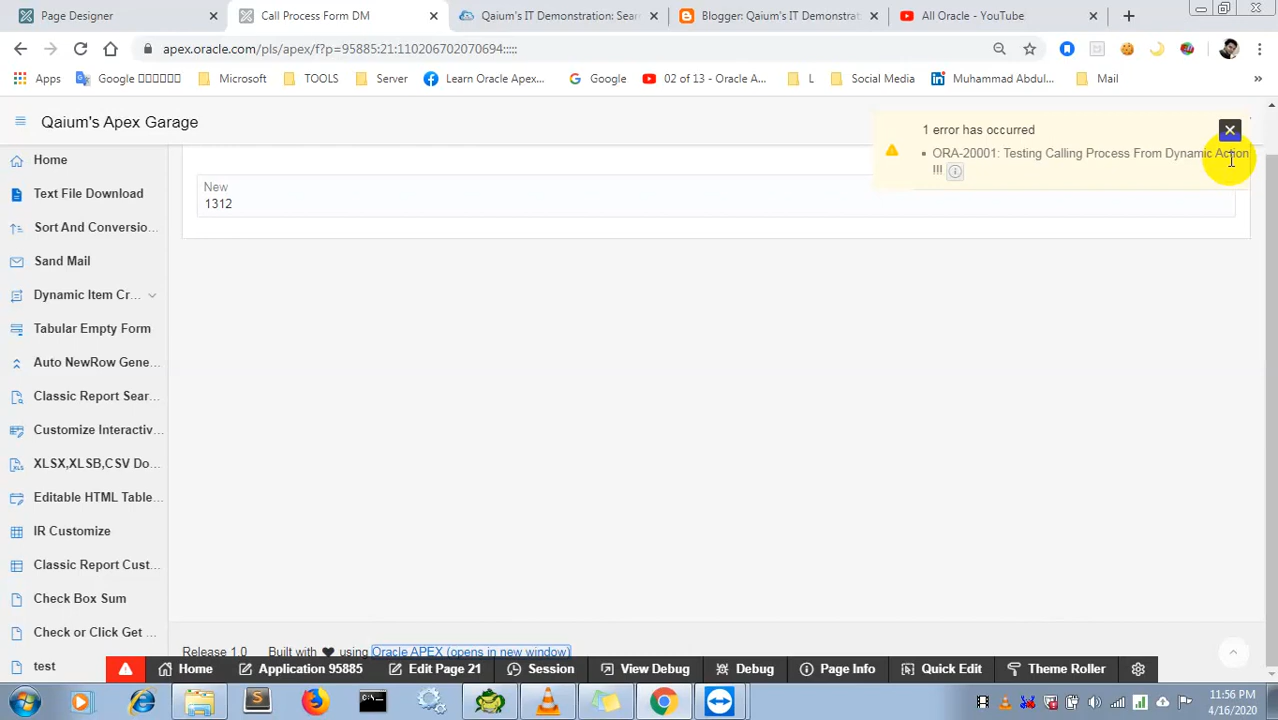 Page Designer
Call Process Form DM
Qaium's IT Demonstration: Sear
Blogger: Qaium's IT Demonstrat
All Oracle - YouTube
apex.oracle.com/pls/apex/f?p=95885:21:110206702070694:::::
Apps
Google
Microsoft
TOOLS
Server
Learn Oracle Apex...
Google
02 of 13 - Oracle A...
L
Social Media
Muhammad Abdul...
Mail
»
Qaium's Apex Garage
1 error has occurred
• ORA-20001: Testing Calling Process From Dynamic Action
!!!
New
1312
Home
Text File Download
Sort And Conversio...
Sand Mail
Dynamic Item Cr...
Tabular Empty Form
Auto NewRow Gene...
Classic Report Sear...
Customize Interactiv...
XLSX,XLSB,CSV Do...
Editable HTML Table...
IR Customize
Classic Report Cust...
Check Box Sum
Check or Click Get ...
test
Release 1.0
Built with ♥ using Oracle APEX (opens in new window)
Home
Application 95885
Edit Page 21
Session
View Debug
Debug
Page Info
Quick Edit
Theme Roller
11:56 PM
4/16/2020